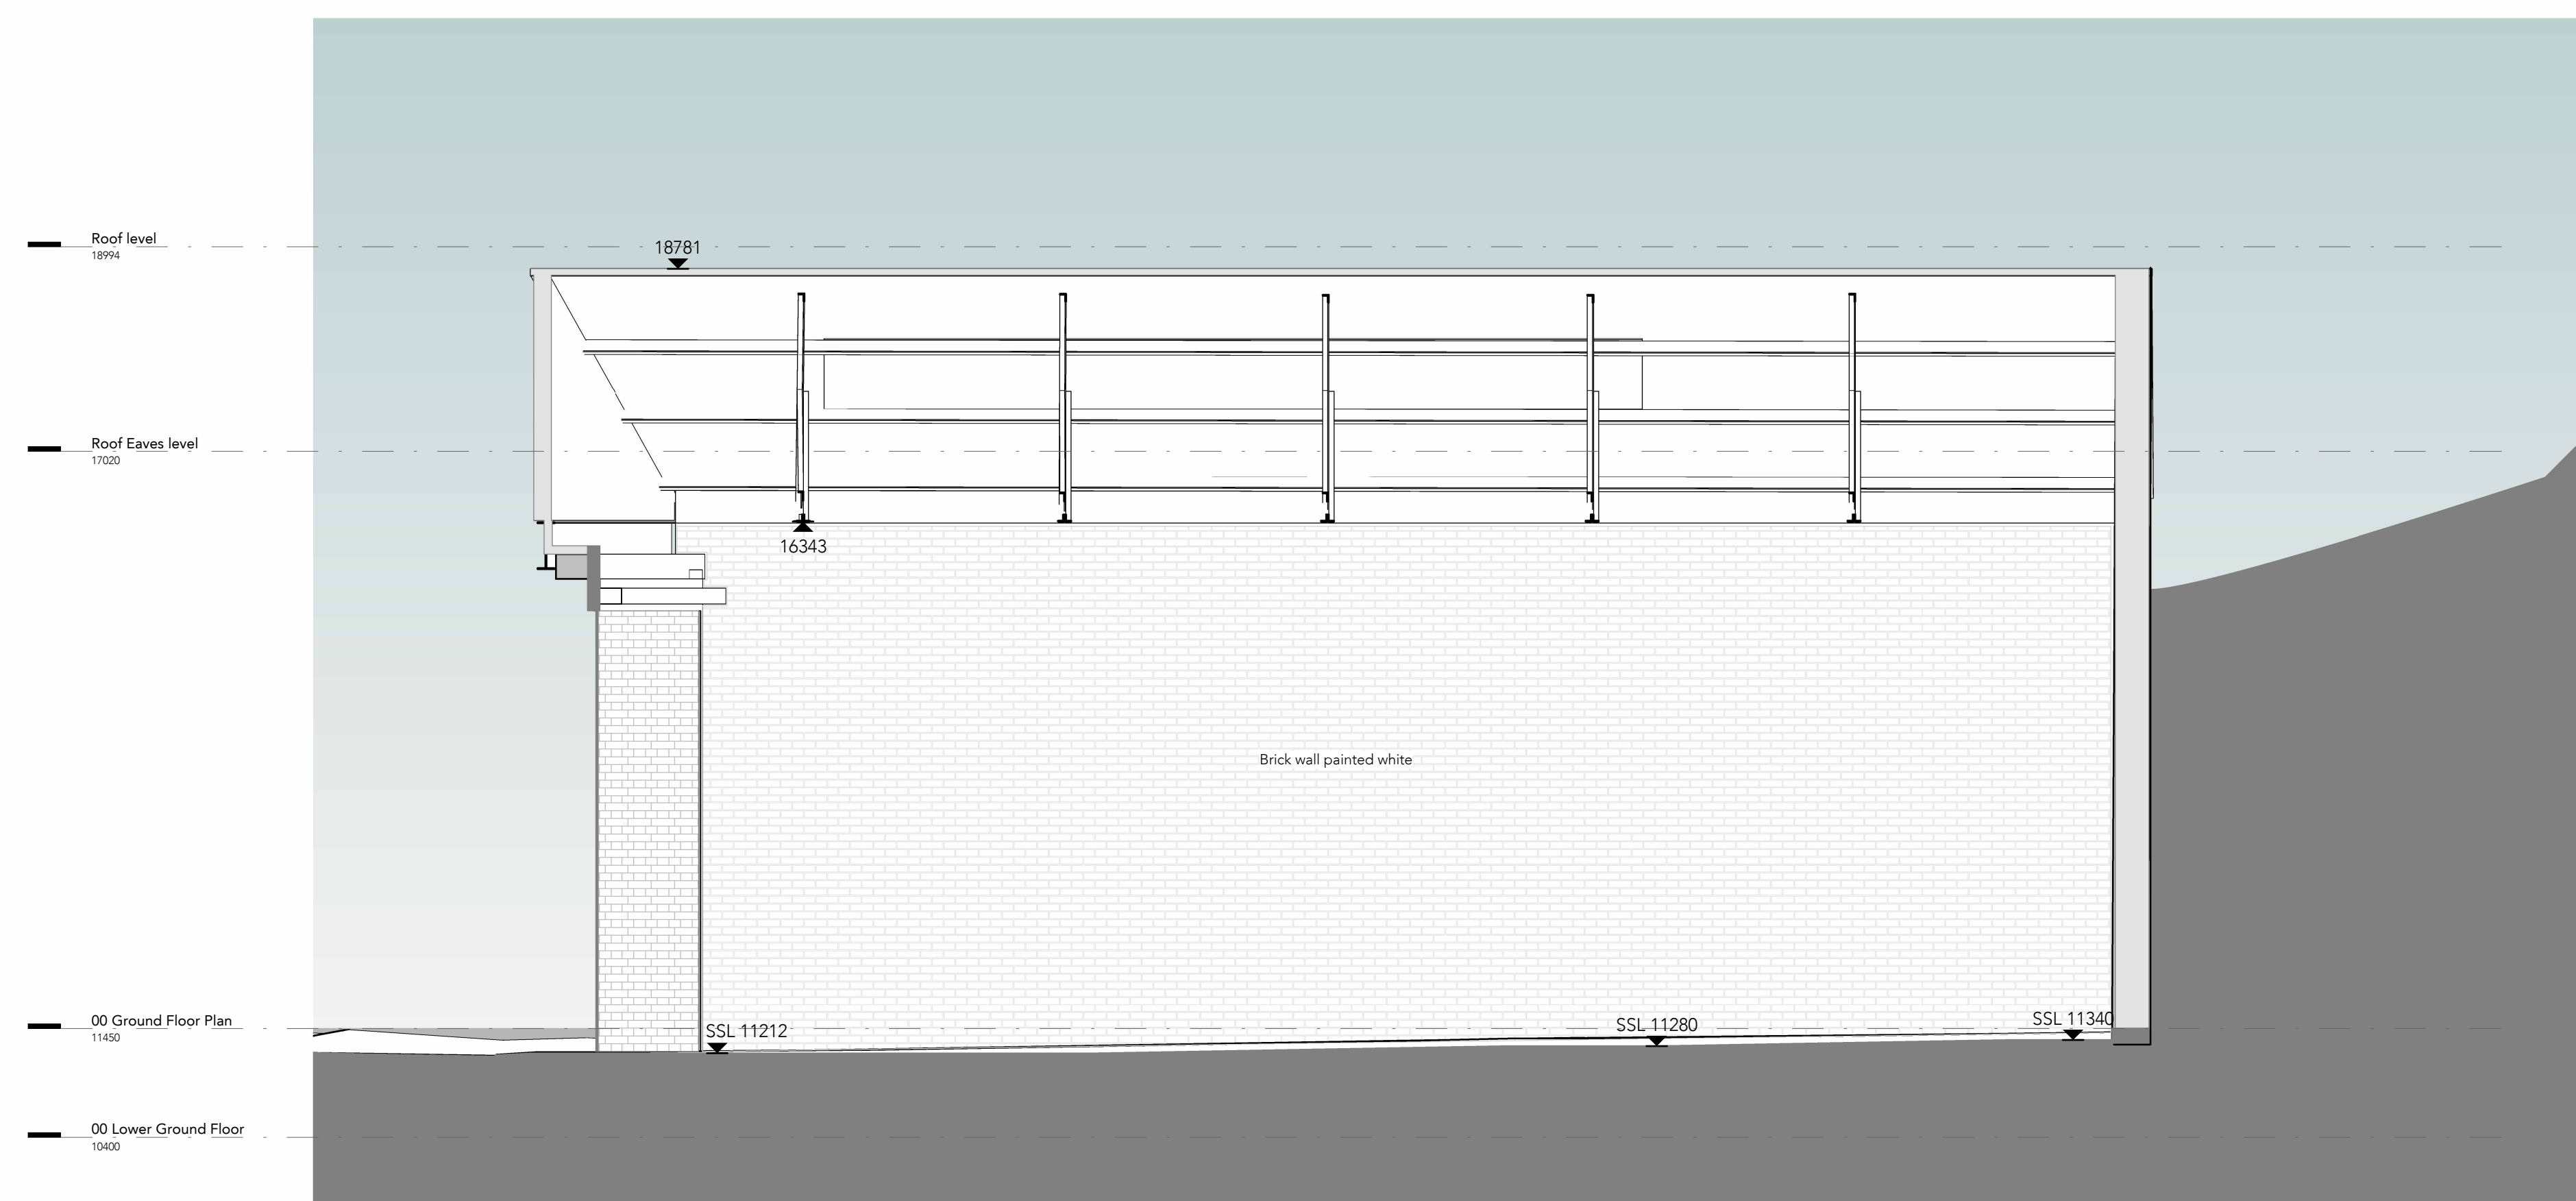 Roof level
18994
18781
Roof Eaves level
17020
16343
Brick wall painted white
00 Ground Floor Plan
11450
SSL 11212
SSL 11280
SSL 11340
00 Lower Ground Floor
10400